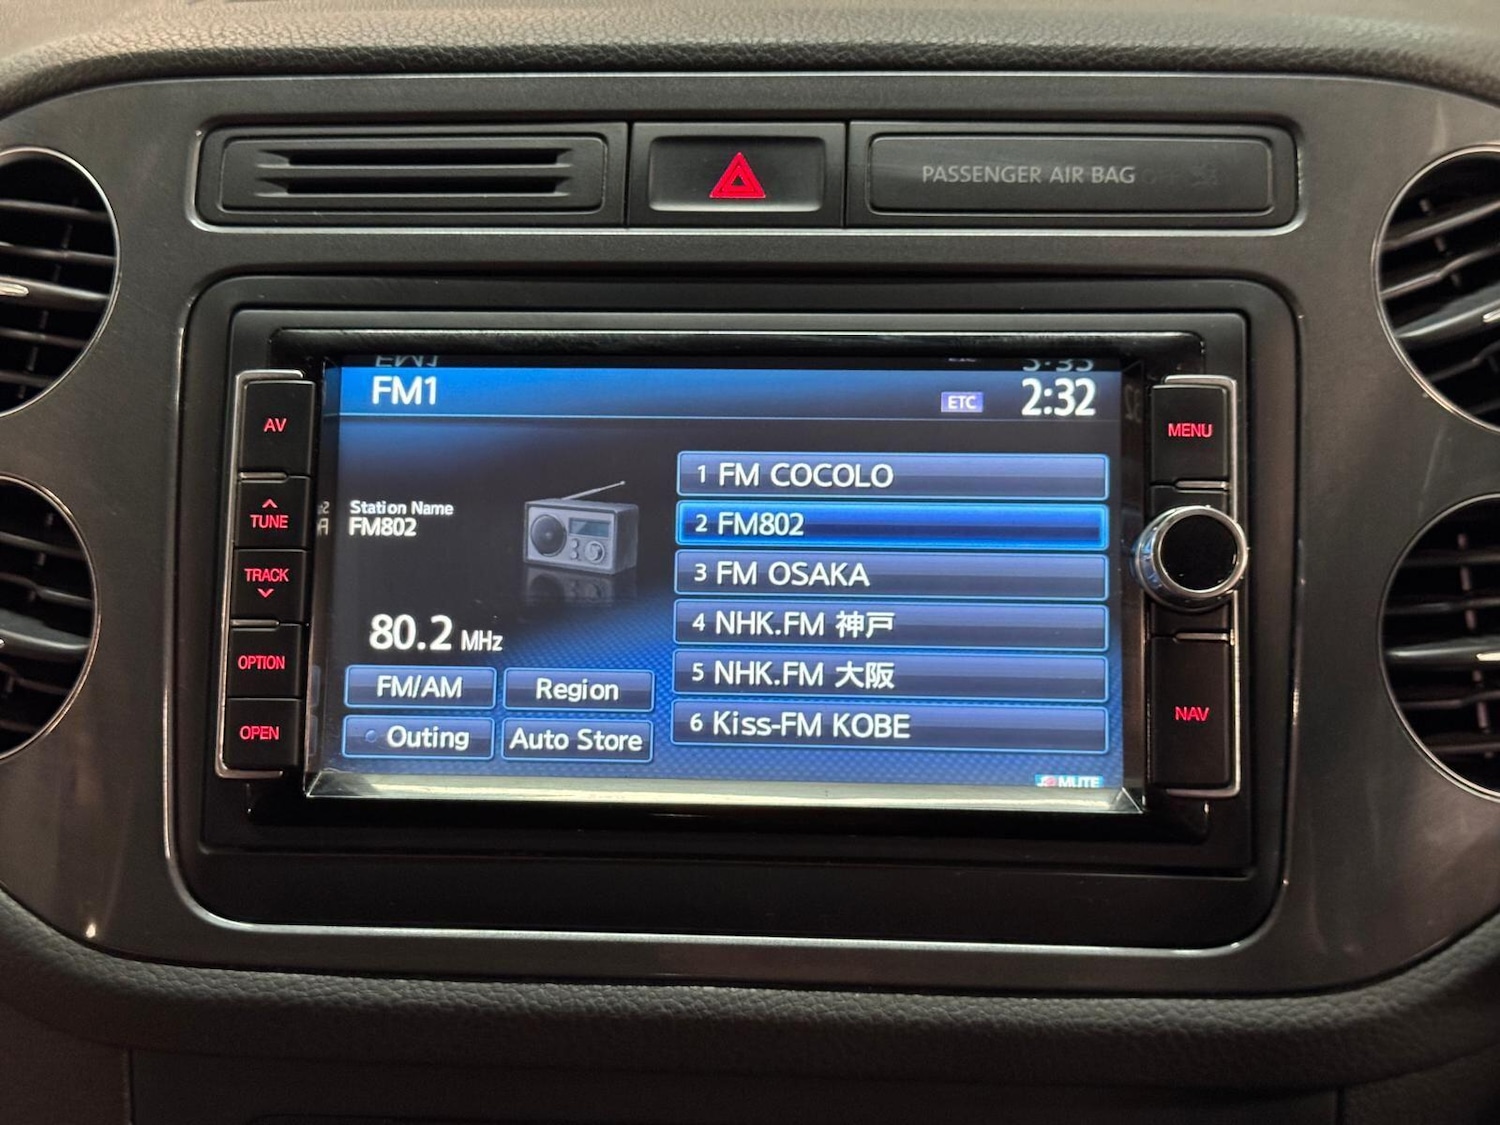 PASSENGER AIR BAG
FM1
ETC
2:32
AV
TUNE
TRACK
OPTION
OPEN
Station Name
FM802
80.2 MHz
FM/AM
Region
Outing
Auto Store
1 FM COCOLO
2 FM802
3 FM OSAKA
4 NHK.FM 神戸
5 NHK.FM 大阪
6 Kiss-FM KOBE
MUTE
MENU
NAV